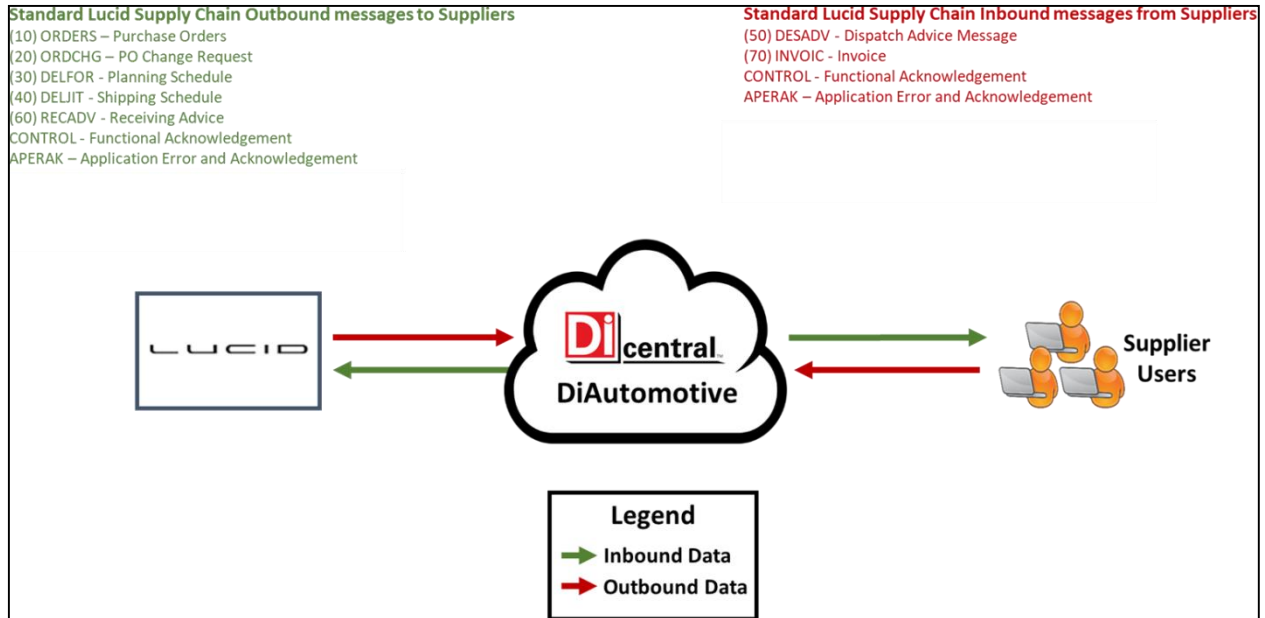 Standard Lucid Supply Chain Outbound messages to Suppliers
(10) ORDERS – Purchase Orders
(20) ORDCHG – PO Change Request
(30) DELFOR - Planning Schedule
(40) DELJIT - Shipping Schedule
(60) RECADV - Receiving Advice
CONTROL - Functional Acknowledgement
APERAK – Application Error and Acknowledgement
Standard Lucid Supply Chain Inbound messages from Suppliers
(50) DESADV - Dispatch Advice Message
(70) INVOIC - Invoice
CONTROL - Functional Acknowledgement
APERAK – Application Error and Acknowledgement
LUCID
Di central™
DiAutomotive
Supplier
Users
Legend
Inbound Data
Outbound Data